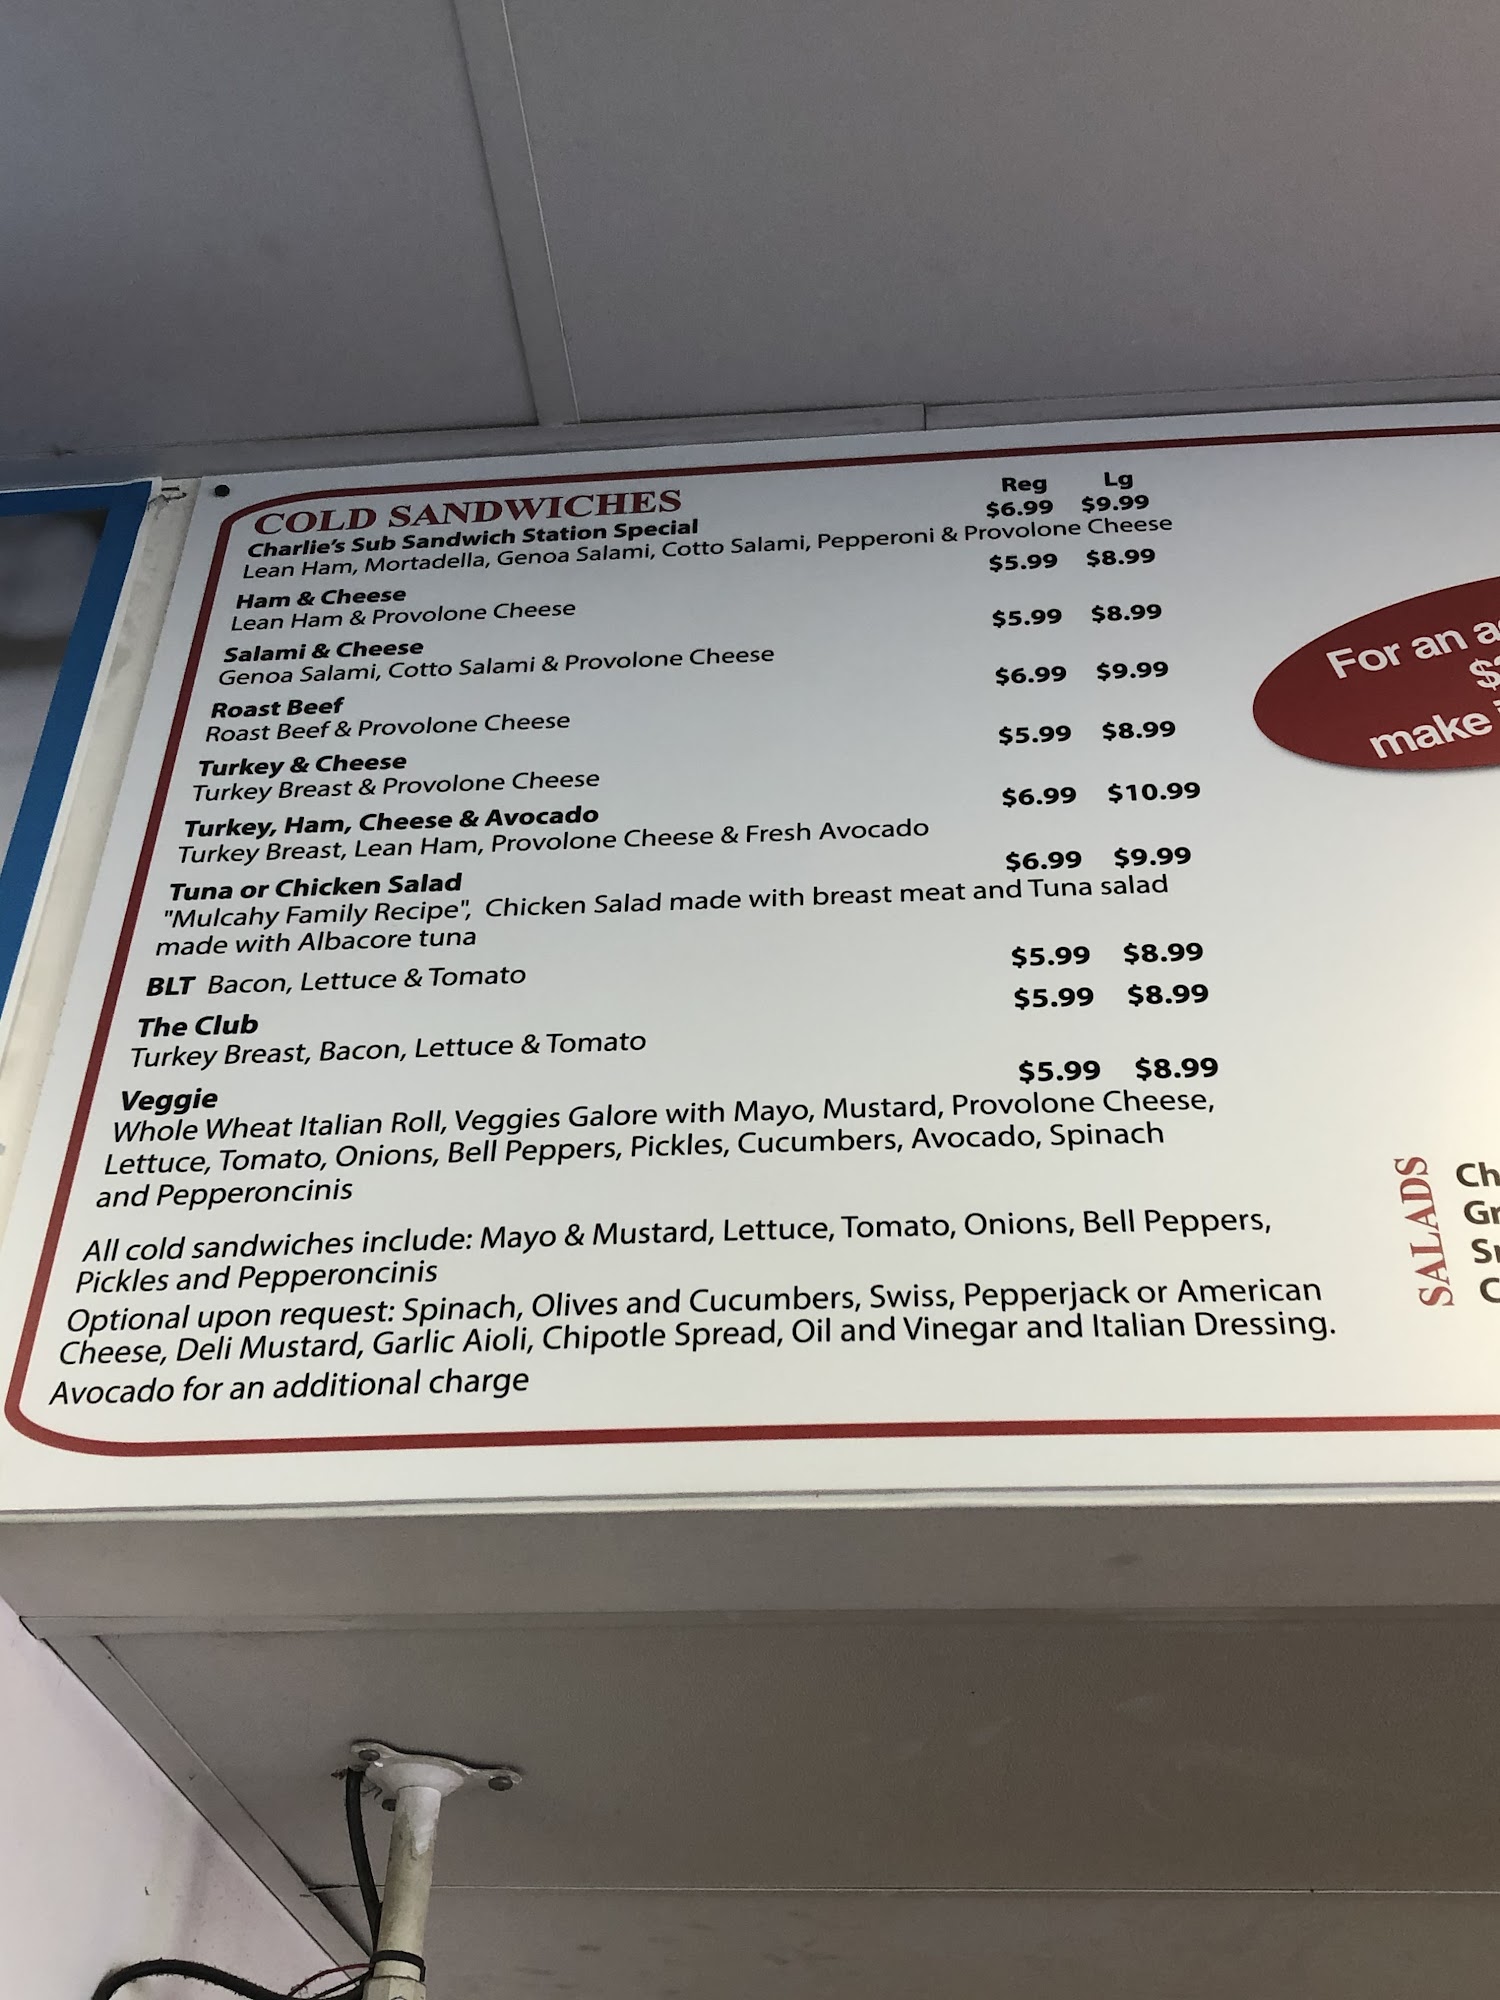 COLD SANDWICHES
Reg Lg
Charlie's Sub Sandwich Station Special $6.99 $9.99
Lean Ham, Mortadella, Genoa Salami, Cotto Salami, Pepperoni & Provolone Cheese
Ham & Cheese $5.99 $8.99
Lean Ham & Provolone Cheese
Salami & Cheese $5.99 $8.99
Genoa Salami, Cotto Salami & Provolone Cheese
Roast Beef $6.99 $9.99
Roast Beef & Provolone Cheese
Turkey & Cheese $5.99 $8.99
Turkey Breast & Provolone Cheese
Turkey, Ham, Cheese & Avocado $6.99 $10.99
Turkey Breast, Lean Ham, Provolone Cheese & Fresh Avocado
Tuna or Chicken Salad $6.99 $9.99
"Mulcahy Family Recipe", Chicken Salad made with breast meat and Tuna salad
made with Albacore tuna
BLT Bacon, Lettuce & Tomato $5.99 $8.99
The Club $5.99 $8.99
Turkey Breast, Bacon, Lettuce & Tomato
Veggie $5.99 $8.99
Whole Wheat Italian Roll, Veggies Galore with Mayo, Mustard, Provolone Cheese,
Lettuce, Tomato, Onions, Bell Peppers, Pickles, Cucumbers, Avocado, Spinach
and Pepperoncinis
All cold sandwiches include: Mayo & Mustard, Lettuce, Tomato, Onions, Bell Peppers,
Pickles and Pepperoncinis
Optional upon request: Spinach, Olives and Cucumbers, Swiss, Pepperjack or American
Cheese, Deli Mustard, Garlic Aioli, Chipotle Spread, Oil and Vinegar and Italian Dressing.
Avocado for an additional charge
For an
make
SALADS